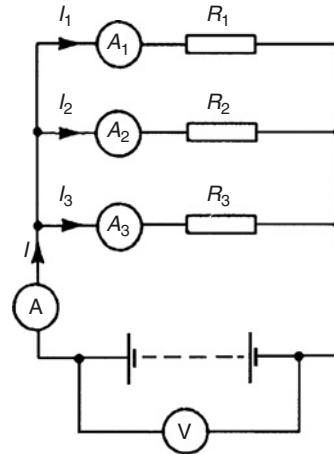 I₁ A₁ R₁
I₂ A₂ R₂
I₃ A₃ R₃
I
A
V